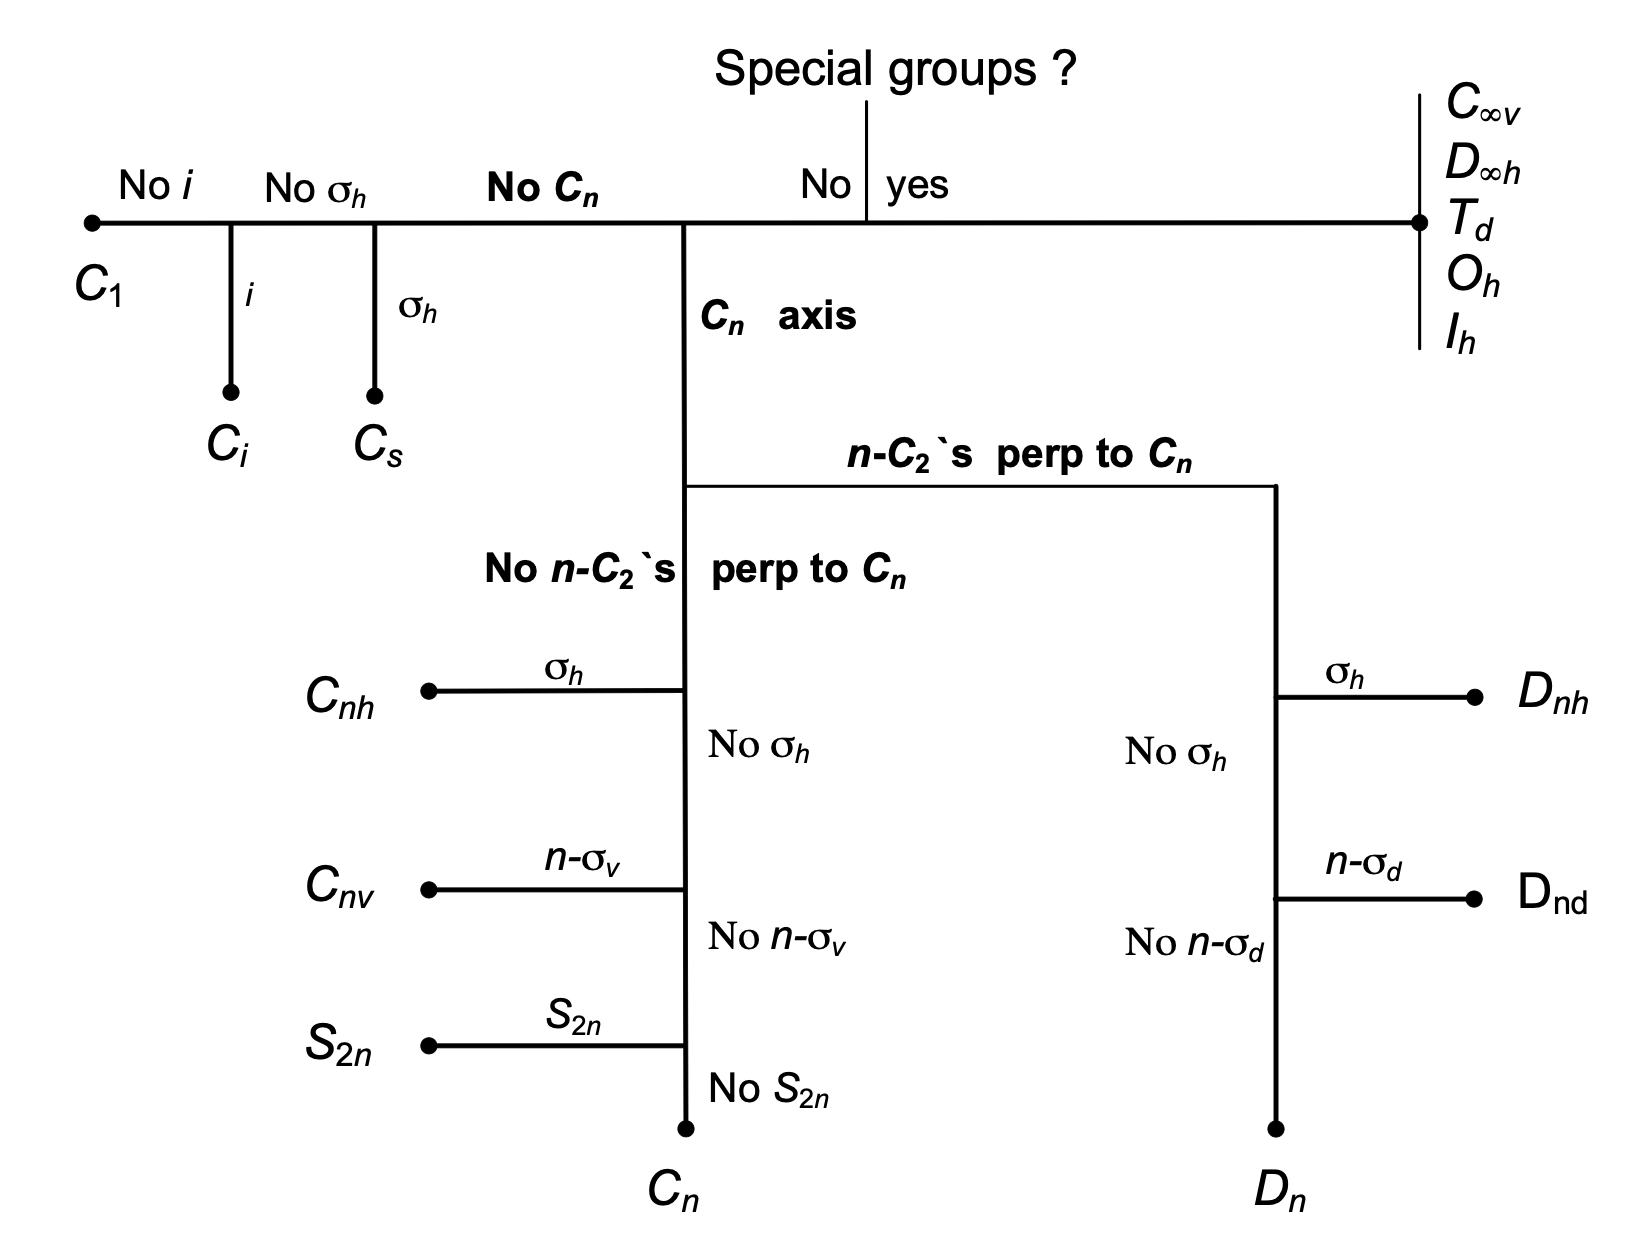 Special groups ?
No i
No σh
No Cn
No
yes
C∞v
D∞h
Td
Oh
Ih
C1
i
σh
Cn axis
Ci
Cs
n-C2`s perp to Cn
No n-C2`s perp to Cn
Cnh
σh
σh
Dnh
No σh
No σh
Cnv
n-σv
n-σd
Dnd
No n-σv
No n-σd
S2n
S2n
No S2n
Cn
Dn